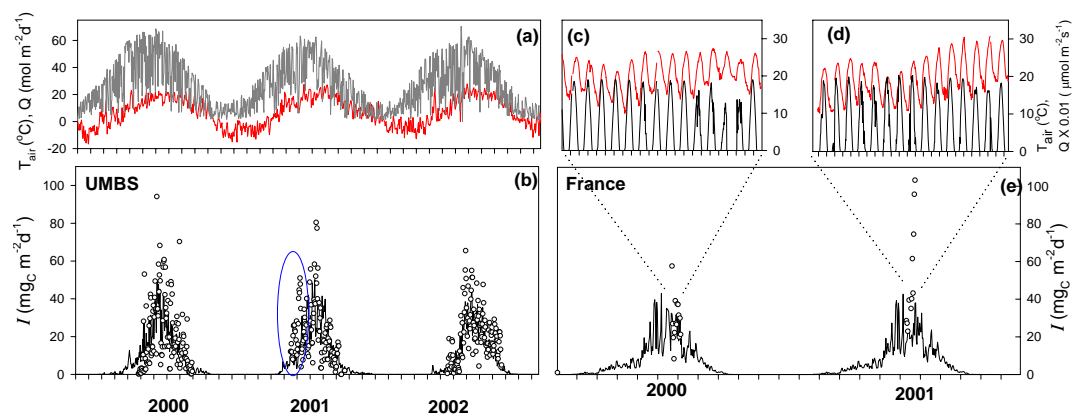 (a)
T_air (°C), Q (mol m⁻²d⁻¹)
60
40
20
0
-20
(c)
(d)
30
20
10
0
30
20
10
0
T_air (°C),
Q X 0.01 ( μmol m⁻²s⁻¹)
UMBS
(b)
I (mg_C m⁻²d⁻¹)
100
80
60
40
20
0
2000
2001
2002
France
(e)
100
80
60
40
20
0
I (mg_C m⁻²d⁻¹)
2000
2001